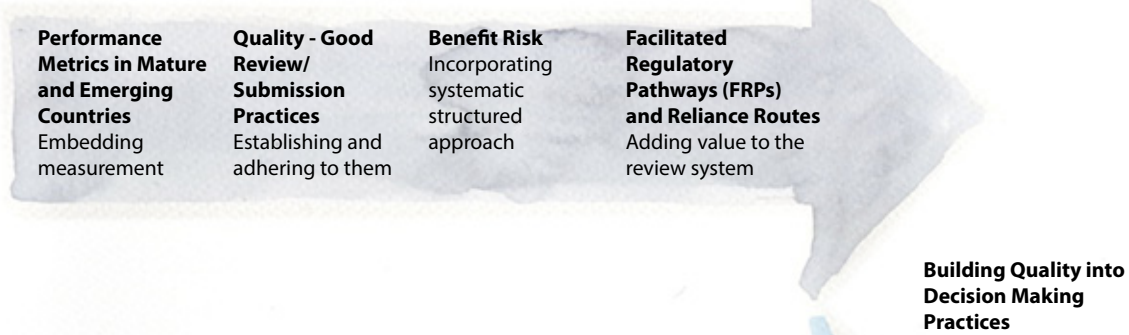 Performance
Metrics in Mature
and Emerging
Countries
Embedding
measurement
Quality - Good
Review/
Submission
Practices
Establishing and
adhering to them
Benefit Risk
Incorporating
systematic
structured
approach
Facilitated
Regulatory
Pathways (FRPs)
and Reliance Routes
Adding value to the
review system
Building Quality into
Decision Making
Practices